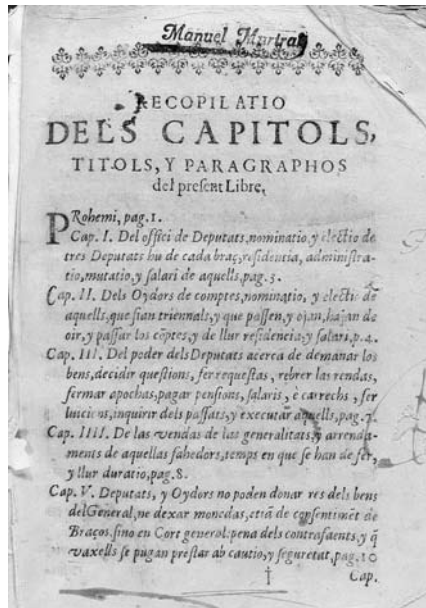 Manuel Murtra
RECOPILATIO
DELS CAPITOLS,
TITOLS, Y PARAGRAPHOS
del present Libre,
PRohemi, pag. 1.
Cap. I. Del offici de Deputats, nominatio, y electio de
tres Deputats hu de cada braç, residentia, administra-
tio, mutatio, y salari de aquells, pag. 3.
Cap. II. Dels Oydors de comptes, nominatio, y electio de
aquells, que sian triennals, y que passen, y ojan, hajan de
oir, y passar los cõptes, y de llur residencia, y salari, p. 4.
Cap. III. Del poder dels Deputats acerca de demanar los
bens, decidir questions, fer requestas, rebrer las rendas,
fermar apochas, pagar pensions, salaris, è carrechs, fer
iuicieus, inquirir dels passats, y executar aquells, pag. 7.
Cap. IIII. De las vendas de las generalitats, y arrenda-
ments de aquellas fahedors, temps en que se han de fer,
y llur duratio, pag. 8.
Cap. V. Deputats, y Oydors no poden donar res dels bens
del General, ne dexar monedas, etiã de cõsentimẽt de
Braços, sino en Cort general: pena dels contrafaents, y q̃
vaxells se pugan prestar ab cautio, y seguretat, pag. 10
† Cap.